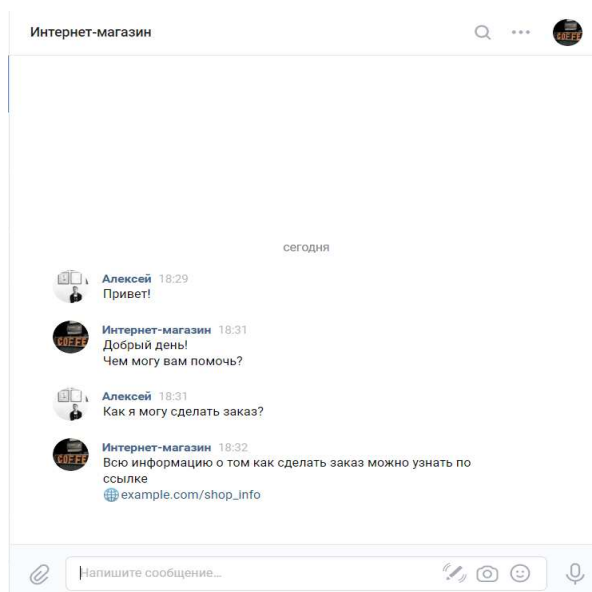 Интернет-магазин
сегодня
Алексей 18:29
Привет!
Интернет-магазин 18:31
Добрый день!
Чем могу вам помочь?
Алексей 18:31
Как я могу сделать заказ?
Интернет-магазин 18:32
Всю информацию о том как сделать заказ можно узнать по
ссылке
example.com/shop_info
Напишите сообщение...